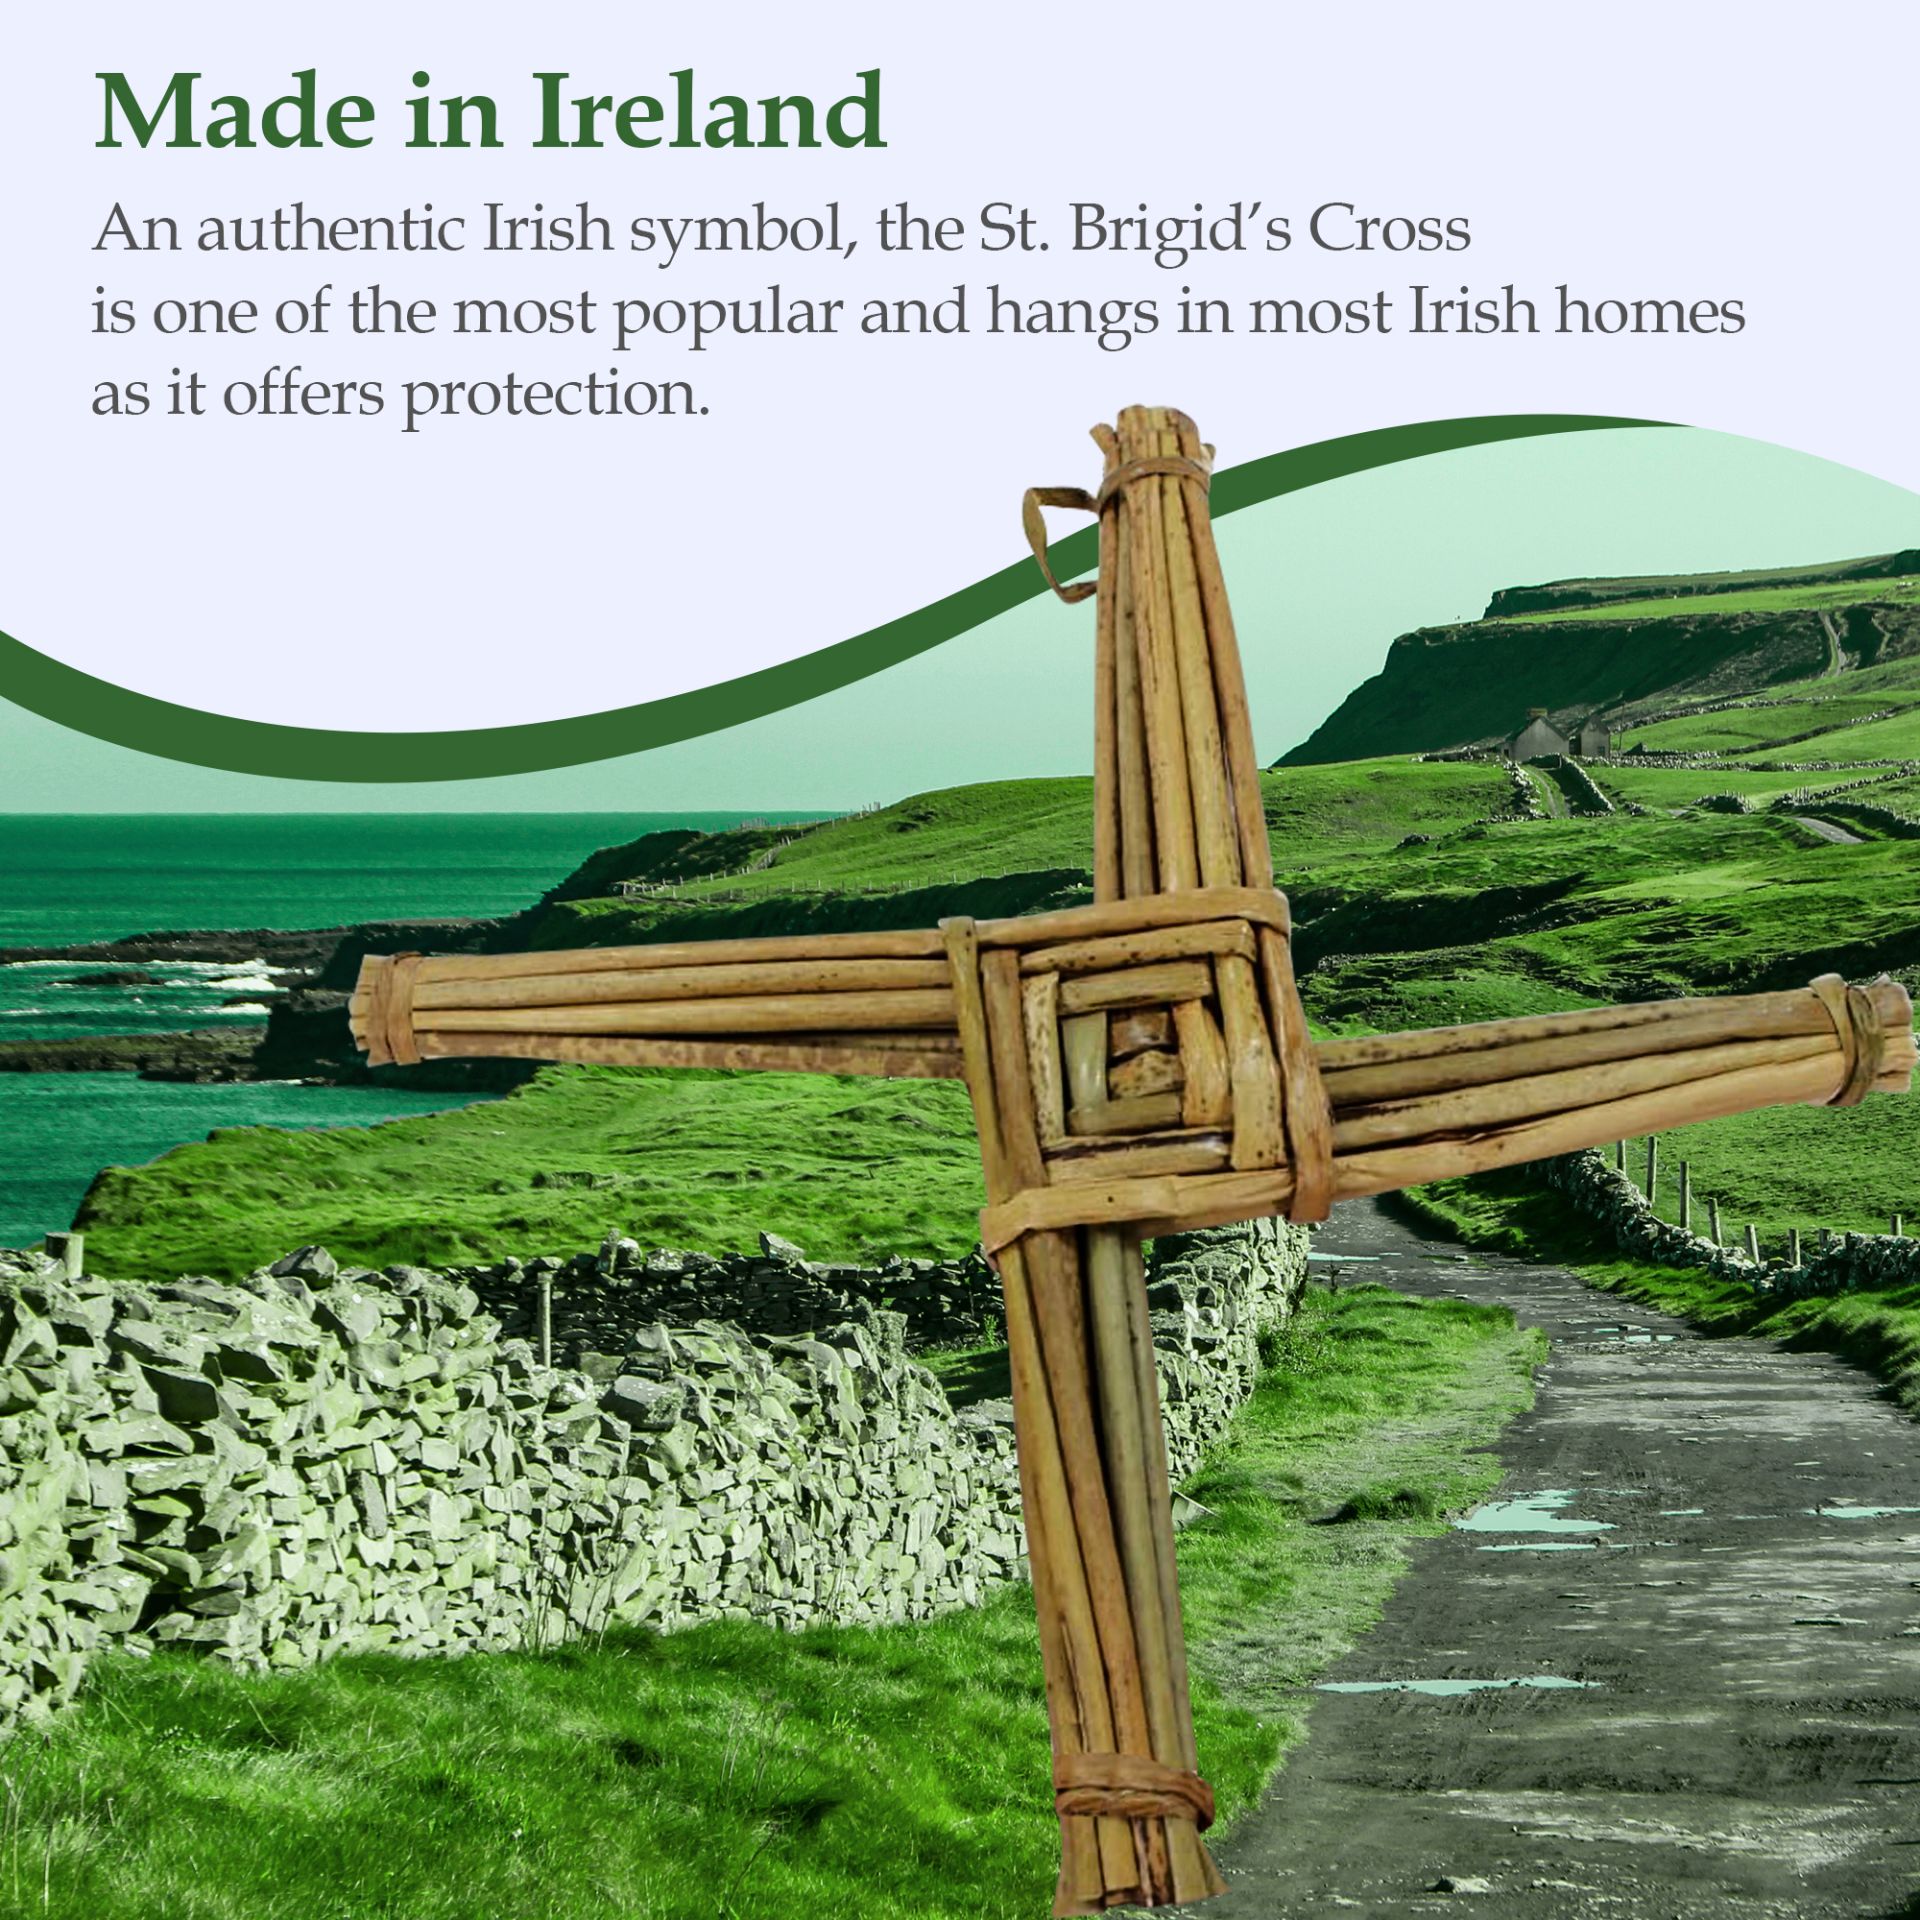 Made in Ireland
An authentic Irish symbol, the St. Brigid’s Cross
is one of the most popular and hangs in most Irish homes
as it offers protection.